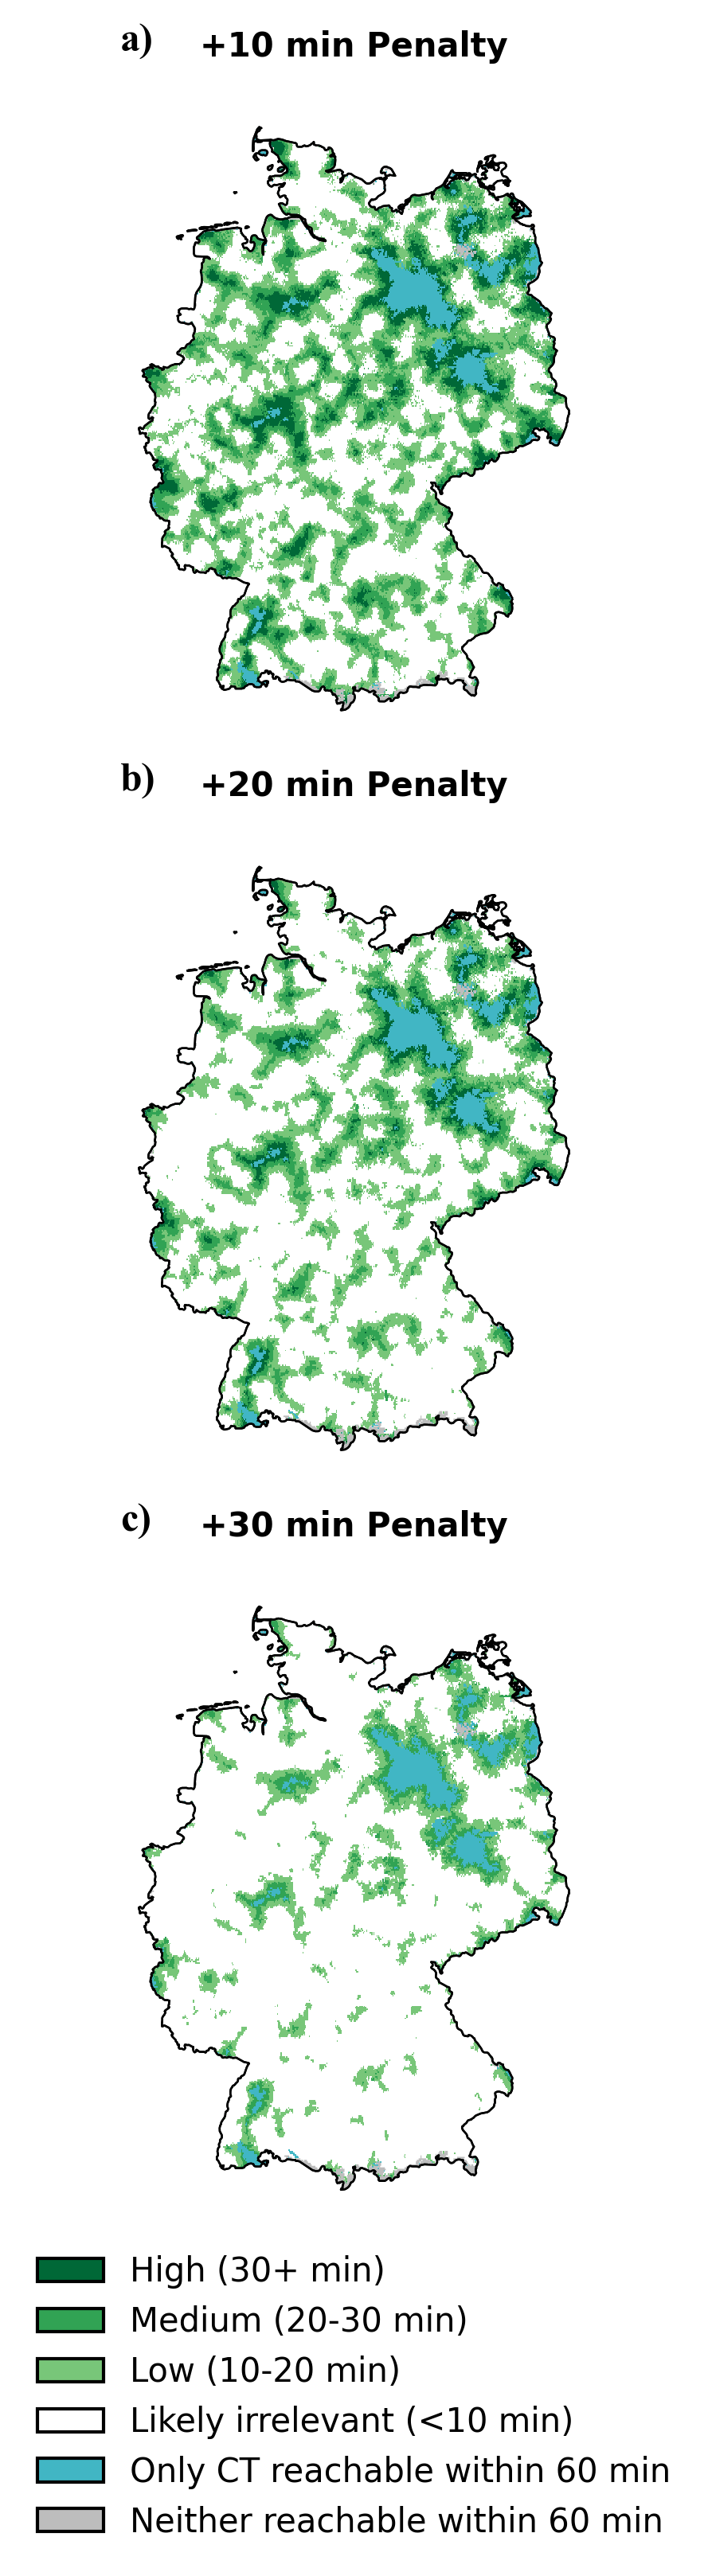 a) +10 min Penalty
b) +20 min Penalty
c) +30 min Penalty
High (30+ min)
Medium (20-30 min)
Low (10-20 min)
Likely irrelevant (<10 min)
Only CT reachable within 60 min
Neither reachable within 60 min